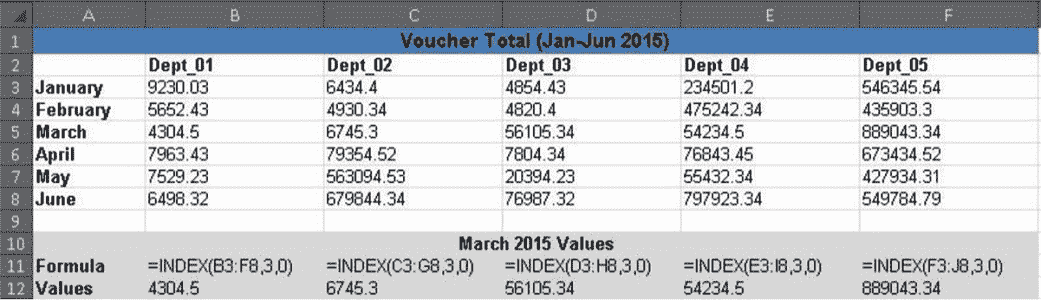 A B C D E F
1 Voucher Total (Jan-Jun 2015)
2 Dept_01 Dept_02 Dept_03 Dept_04 Dept_05
3 January 9230.03 6434.4 4854.43 234501.2 546345.54
4 February 5652.43 4930.34 4820.4 475242.34 435903.3
5 March 4304.5 6745.3 56105.34 54234.5 889043.34
6 April 7963.43 79354.52 7804.34 76843.45 673434.52
7 May 7529.23 563094.53 20394.23 55432.34 427934.31
8 June 6498.32 679844.34 76987.32 797923.34 549784.79
9
10 March 2015 Values
11 Formula =INDEX(B3:F8,3,0) =INDEX(C3:G8,3,0) =INDEX(D3:H8,3,0) =INDEX(E3:I8,3,0) =INDEX(F3:J8,3,0)
12 Values 4304.5 6745.3 56105.34 54234.5 889043.34